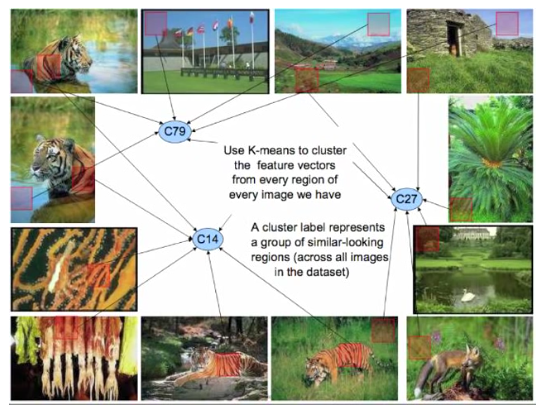 C79
Use K-means to cluster
the feature vectors
from every region of
every image we have
C27
C14
A cluster label represents
a group of similar-looking
regions (across all images
in the dataset)